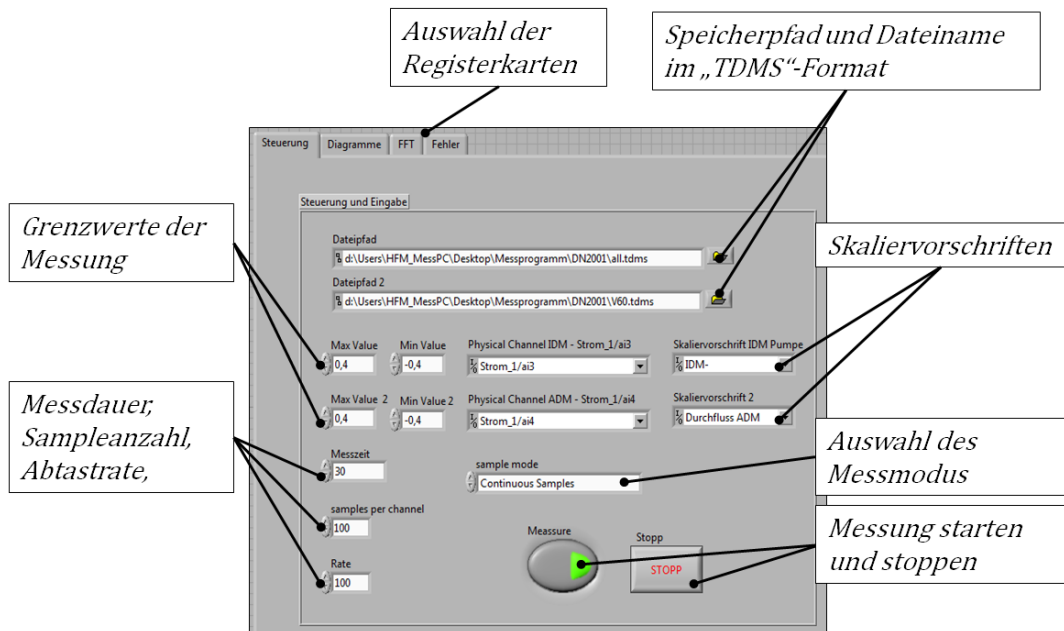 Auswahl der
Registerkarten
Speicherpfad und Dateiname
im „TDMS“-Format
Steuerung
Diagramme
FFT
Fehler
Grenzwerte der
Messung
Steuerung und Eingabe
Dateipfad
d:\Users\HFM_MessPC\Desktop\Messprogramm\DN2001\all.tdms
Dateipfad 2
d:\Users\HFM_MessPC\Desktop\Messprogramm\DN2001\V60.tdms
Skaliervorschriften
Max Value
Min Value
Physical Channel IDM - Strom_1/ai3
Skaliervorschrift IDM Pumpe
0,4
-0,4
Strom_1/ai3
IDM-
Max Value 2
Min Value 2
Physical Channel ADM - Strom_1/ai4
Skaliervorschrift 2
0,4
-0,4
Strom_1/ai4
Durchfluss ADM
Messdauer,
Sampleanzahl,
Abtastrate,
Messzeit
30
sample mode
Continuous Samples
Auswahl des
Messmodus
samples per channel
100
Rate
100
Meassure
Stopp
STOPP
Messung starten
und stoppen